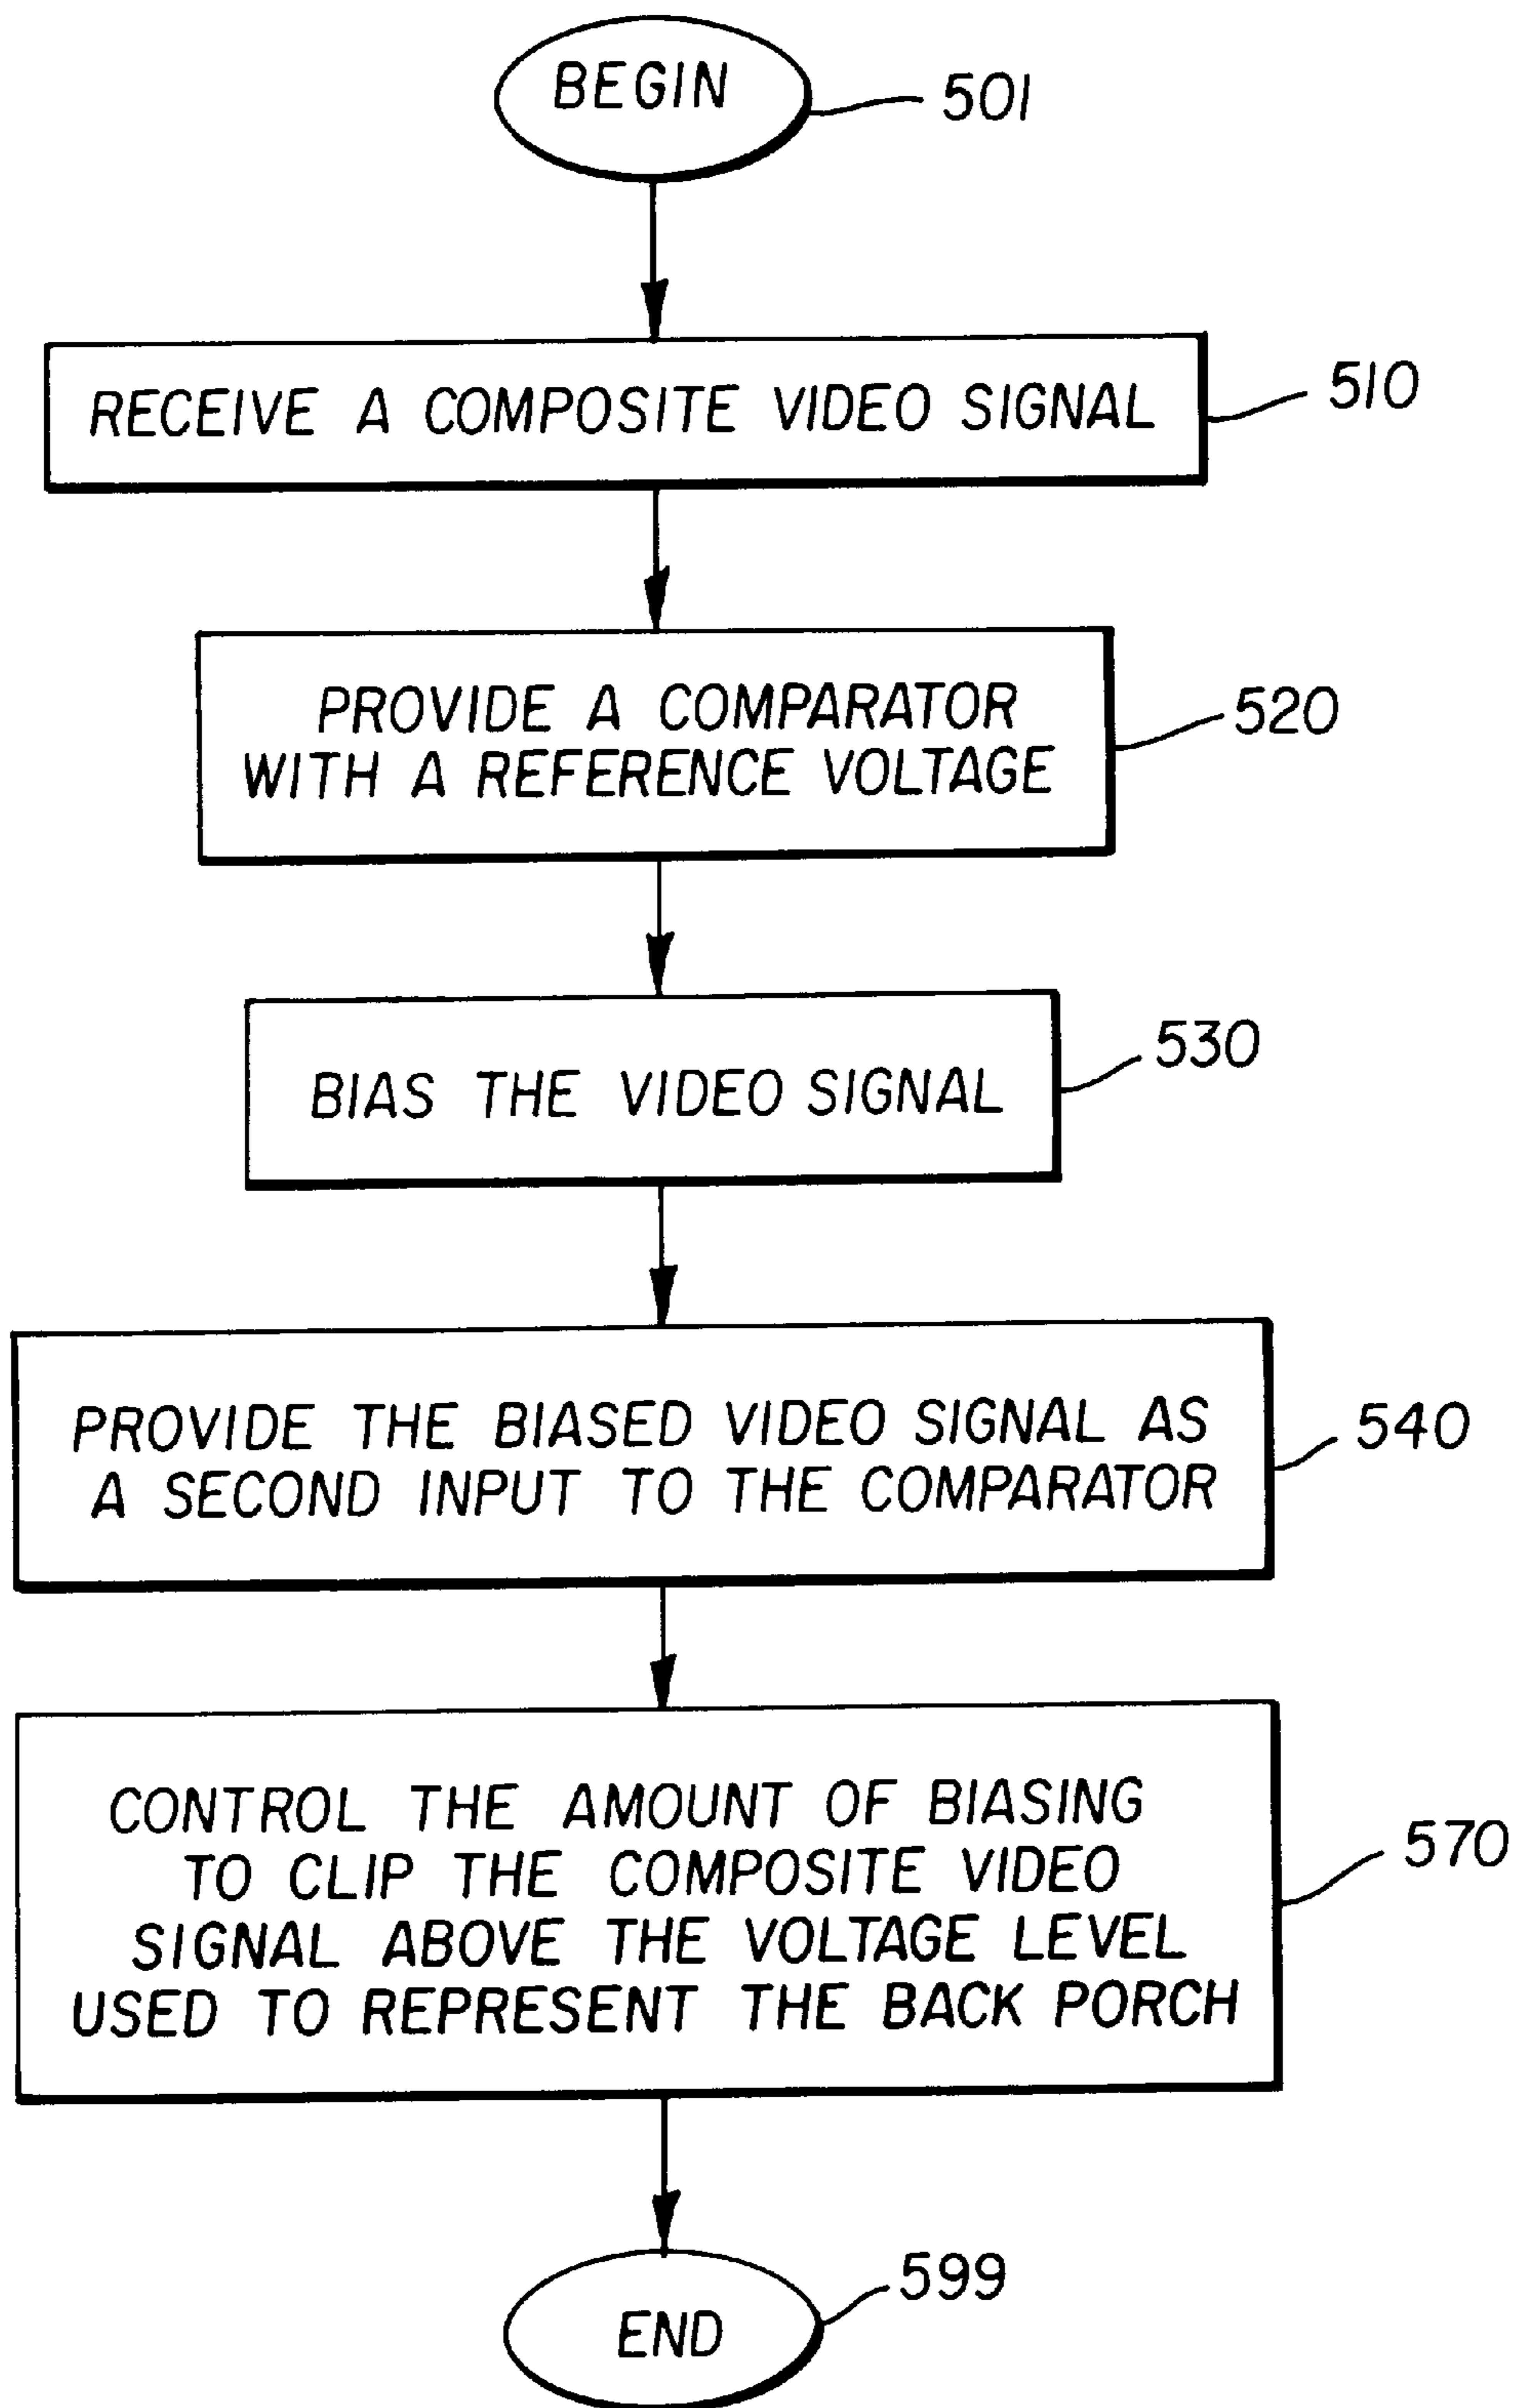 BEGIN
501
RECEIVE A COMPOSITE VIDEO SIGNAL
510
PROVIDE A COMPARATOR
WITH A REFERENCE VOLTAGE
520
BIAS THE VIDEO SIGNAL
530
PROVIDE THE BIASED VIDEO SIGNAL AS
A SECOND INPUT TO THE COMPARATOR
540
CONTROL THE AMOUNT OF BIASING
TO CLIP THE COMPOSITE VIDEO
SIGNAL ABOVE THE VOLTAGE LEVEL
USED TO REPRESENT THE BACK PORCH
570
END
599